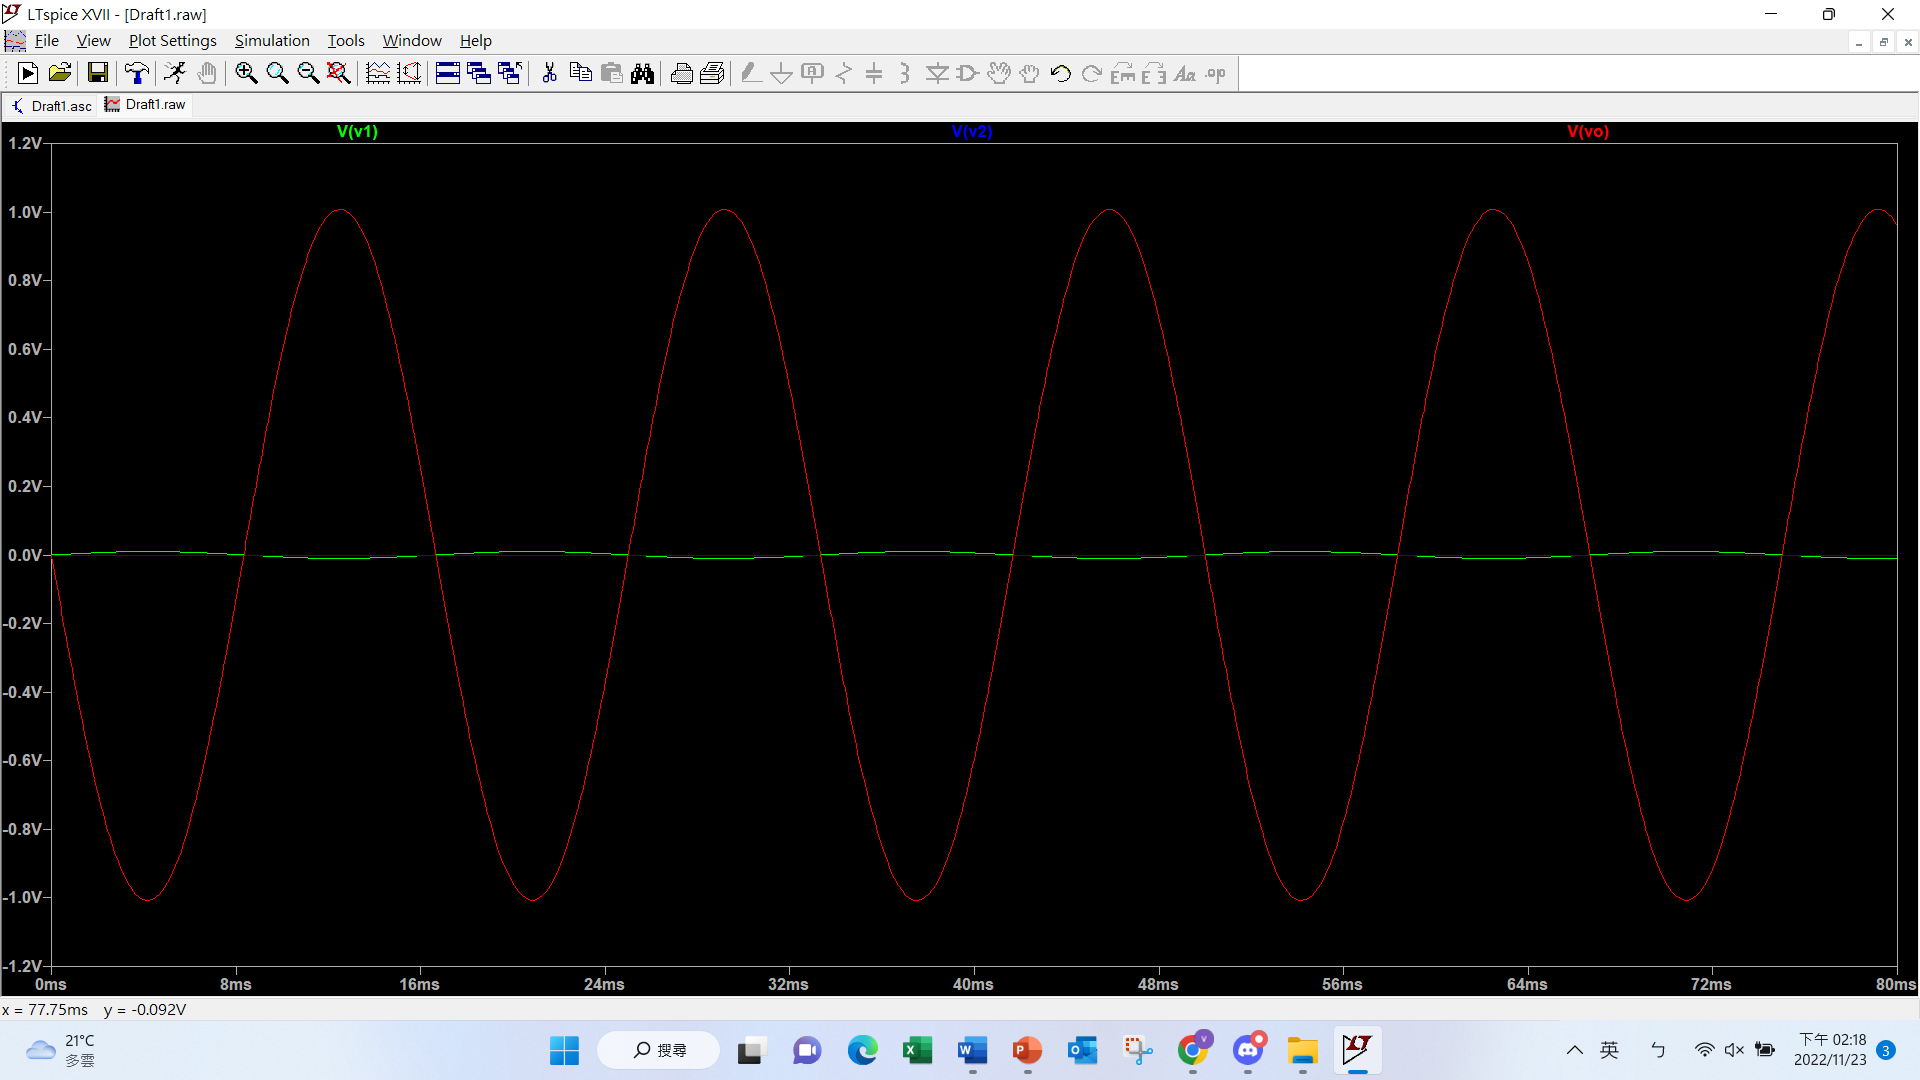 LTspice XVII - [Draft1.raw]
File View Plot Settings Simulation Tools Window Help
Draft1.asc Draft1.raw
V(v1) V(v2) V(vo)
1.2V
1.0V
0.8V
0.6V
0.4V
0.2V
0.0V
-0.2V
-0.4V
-0.6V
-0.8V
-1.0V
-1.2V
0ms 8ms 16ms 24ms 32ms 40ms 48ms 56ms 64ms 72ms 80ms
x = 77.75ms y = -0.092V
21°C
多雲
搜尋
英 ㄅ
下午 02:18
2022/11/23
3